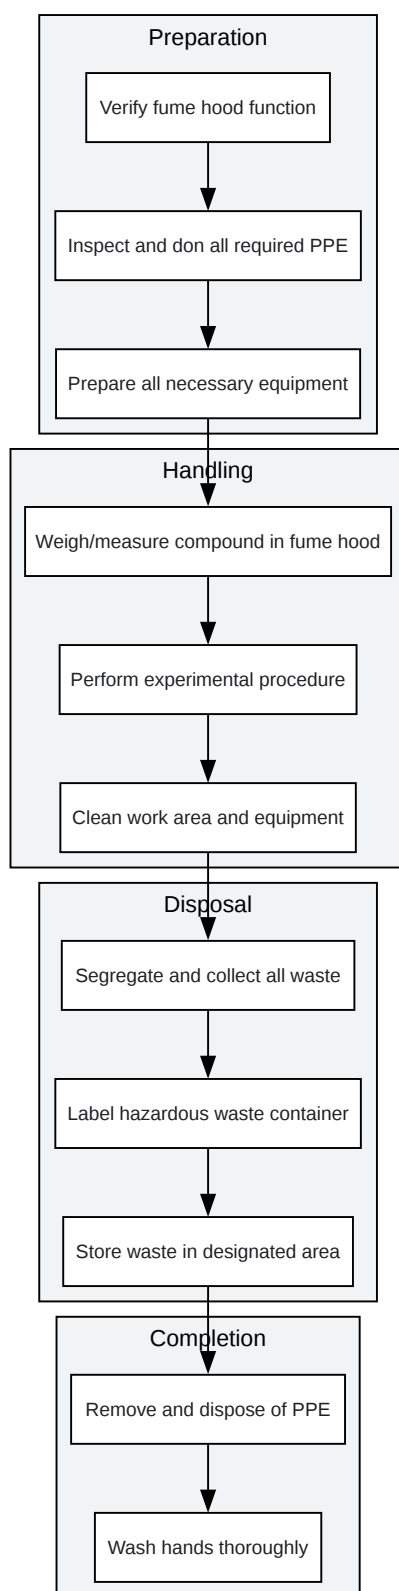 Preparation
Verify fume hood function
Inspect and don all required PPE
Prepare all necessary equipment
Handling
Weigh/measure compound in fume hood
Perform experimental procedure
Clean work area and equipment
Disposal
Segregate and collect all waste
Label hazardous waste container
Store waste in designated area
Completion
Remove and dispose of PPE
Wash hands thoroughly